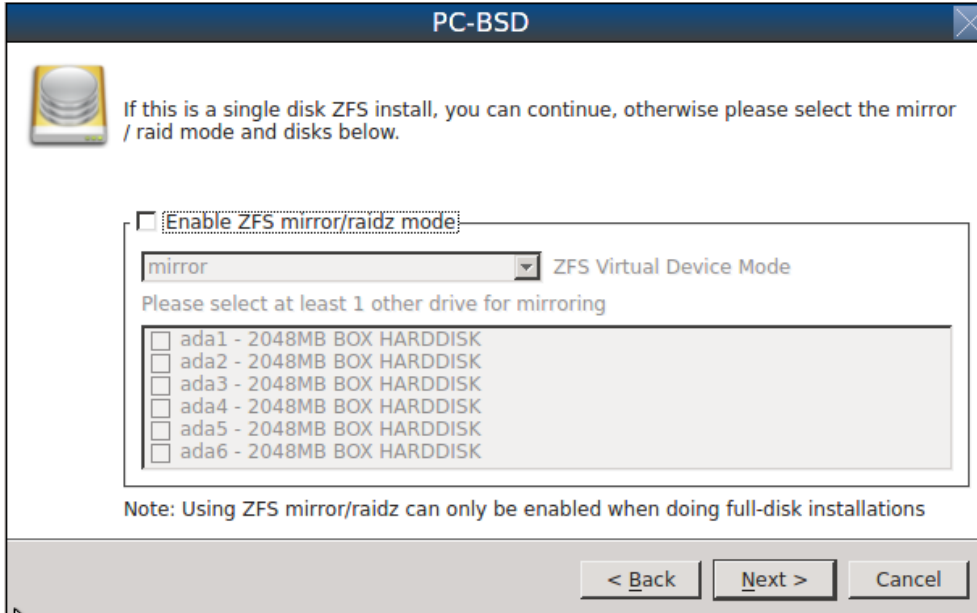 PC-BSD
If this is a single disk ZFS install, you can continue, otherwise please select the mirror
/ raid mode and disks below.
Enable ZFS mirror/raidz mode
mirror
ZFS Virtual Device Mode
Please select at least 1 other drive for mirroring
ada1 - 2048MB BOX HARDDISK
ada2 - 2048MB BOX HARDDISK
ada3 - 2048MB BOX HARDDISK
ada4 - 2048MB BOX HARDDISK
ada5 - 2048MB BOX HARDDISK
ada6 - 2048MB BOX HARDDISK
Note: Using ZFS mirror/raidz can only be enabled when doing full-disk installations
< Back
Next >
Cancel